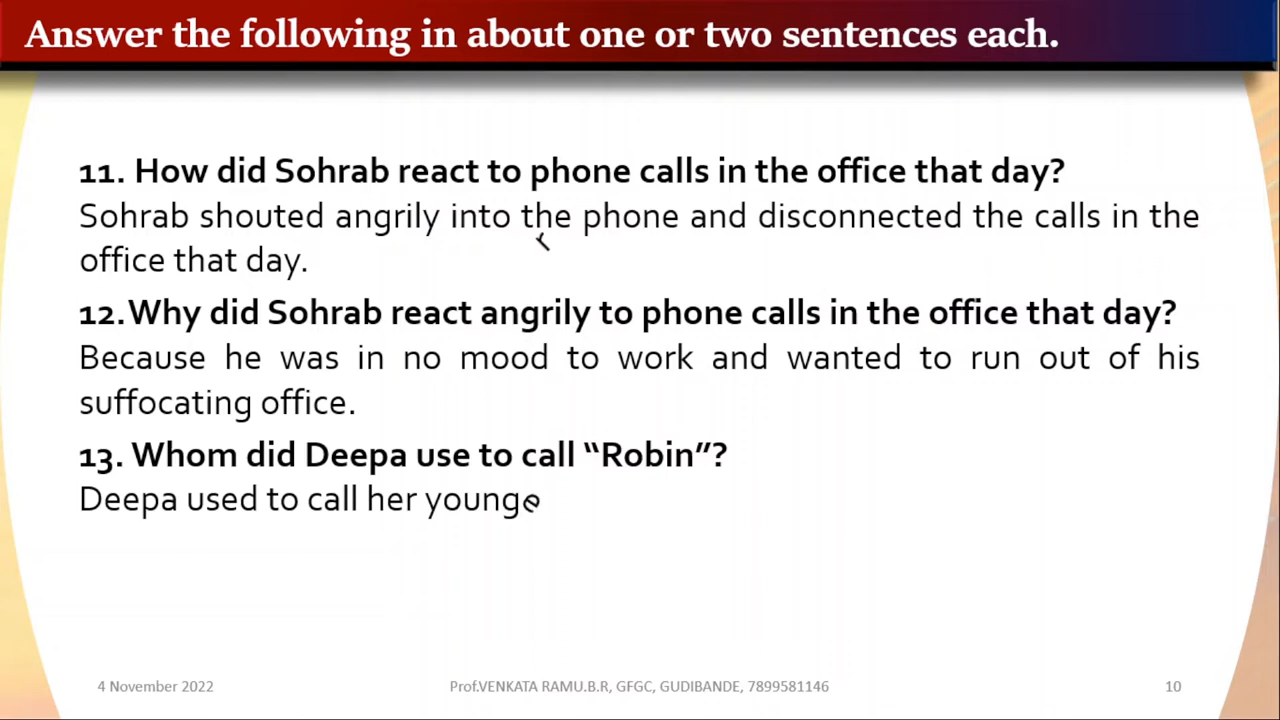 Answer the following in about one or two sentences each.
11. How did Sohrab react to phone calls in the office that day?
Sohrab shouted angrily into the phone and disconnected the calls in the
office that day.
12.Why did Sohrab react angrily to phone calls in the office that day?
Because he was in no mood to work and wanted to run out of his
suffocating office.
13. Whom did Deepa use to call “Robin”?
Deepa used to call her younge
4 November 2022
Prof.VENKATA RAMU.B.R, GFGC, GUDIBANDE, 7899581146
10